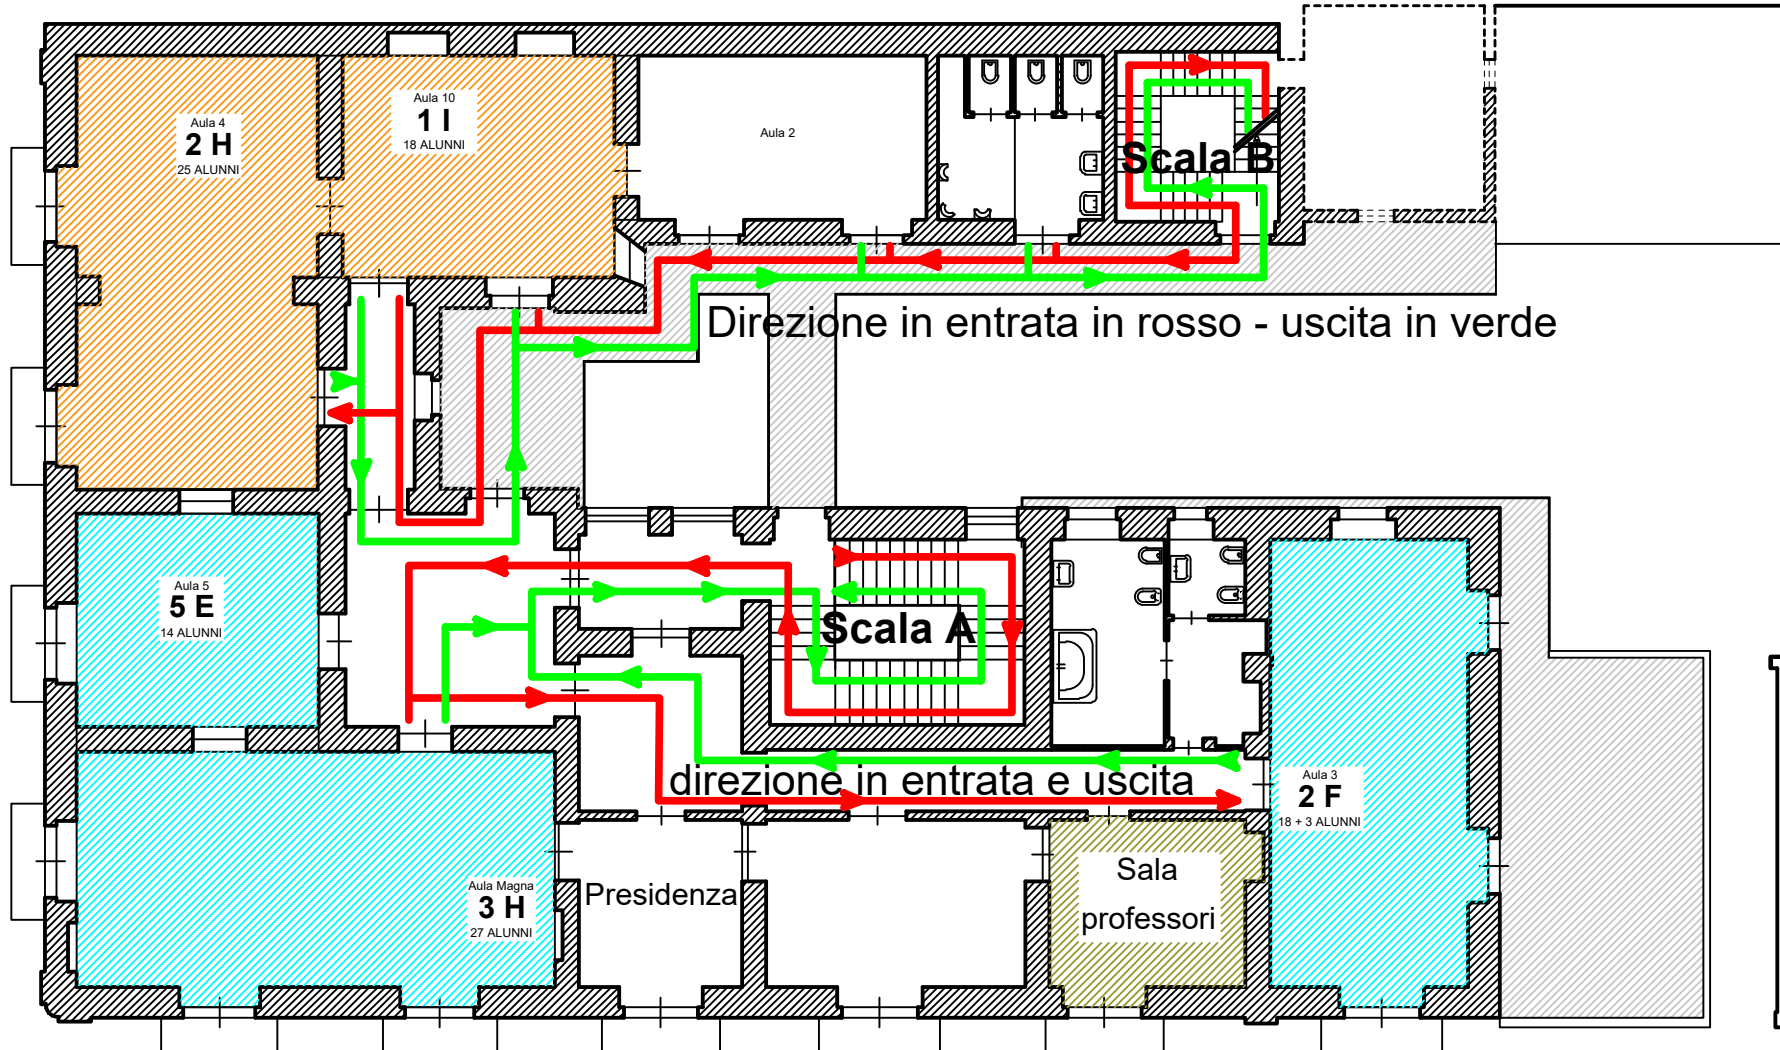 Aula 4
2 H
25 ALUNNI
Aula 10
1 I
18 ALUNNI
Aula 2
Scala B
Direzione in entrata in rosso - uscita in verde
Aula 5
5 E
14 ALUNNI
Scala A
direzione in entrata e uscita
Aula 3
2 F
18 + 3 ALUNNI
Aula Magna
3 H
27 ALUNNI
Presidenza
Sala
professori